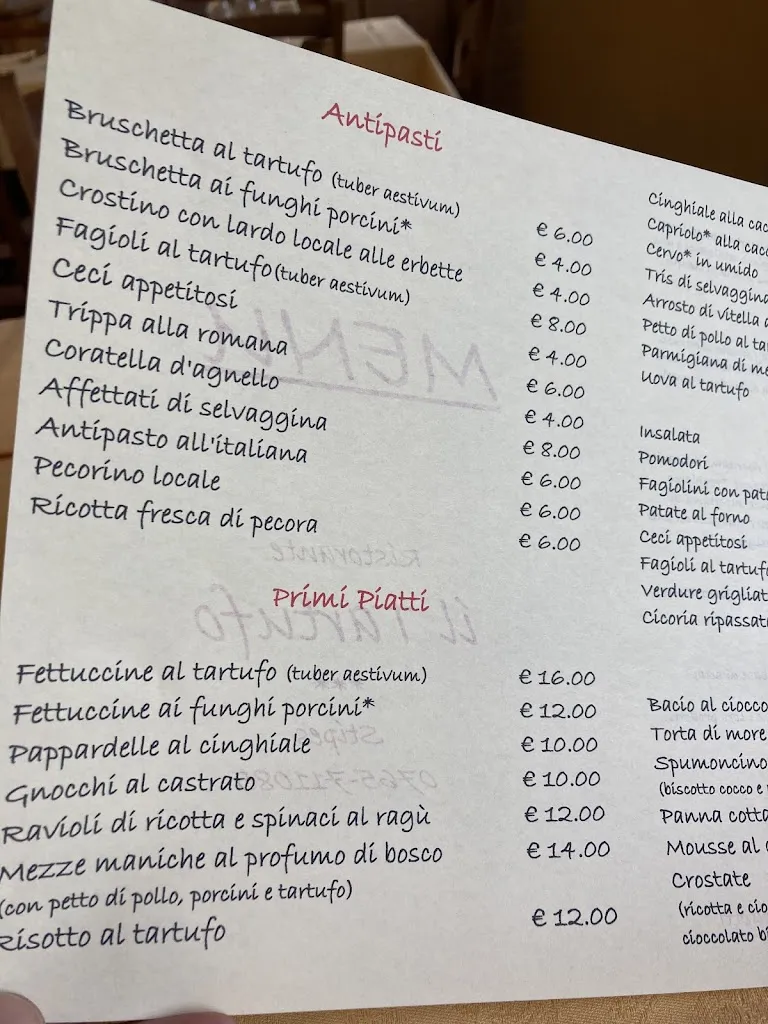 Antipasti
Bruschetta al tartufo (tuber aestivum) € 6.00
Bruschetta ai funghi porcini* € 4.00
Crostino con lardo locale alle erbette € 4.00
Fagioli al tartufo (tuber aestivum) € 8.00
Ceci appetitosi € 4.00
Trippa alla romana € 6.00
Coratella d'agnello € 4.00
Affettati di selvaggina € 8.00
Antipasto all'italiana € 6.00
Pecorino locale € 6.00
Ricotta fresca di pecora € 6.00
Primi Piatti
Fettuccine al tartufo (tuber aestivum) € 16.00
Fettuccine ai funghi porcini* € 12.00
Pappardelle al cinghiale € 10.00
Gnocchi al castrato € 10.00
Ravioli di ricotta e spinaci al ragù € 12.00
Mezze maniche al profumo di bosco € 14.00
(con petto di pollo, porcini e tartufo)
Risotto al tartufo € 12.00
Cinghiale alla
Capriolo* alla
Cervo* in umido
Tris di selvaggina
Arrosto di vitella
Petto di pollo al
Parmigiana di
Uova al tartufo
Insalata
Pomodori
Fagiolini con
Patate al forno
Ceci appetitosi
Fagioli al
Verdure
Cicoria
Bacio al
Torta di more
Spumoncino
(biscotto cocco e
Panna cotta
Mousse al
Crostate
(ricotta e
cioccolato
MENU
Ristorante
il Tartufo